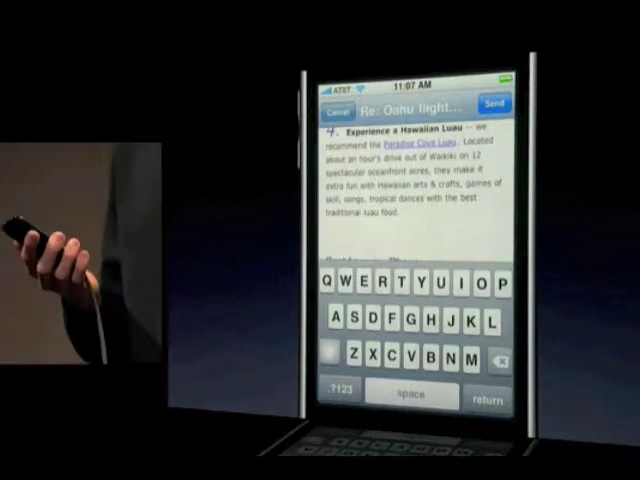 AT&T 11:07 AM
Cancel Re: Oahu flight... Send
4. Experience a Hawaiian Luau — we
recommend the Paradise Cove Luau. Located
about an hour's drive out of Waikiki on 12
spectacular oceanfront acres, they make it
extra fun with Hawaiian arts & crafts, games of
skill, songs, tropical dances with the best
traditional luau food.
Q W E R T Y U I O P
A S D F G H J K L
Z X C V B N M
.?123 space return